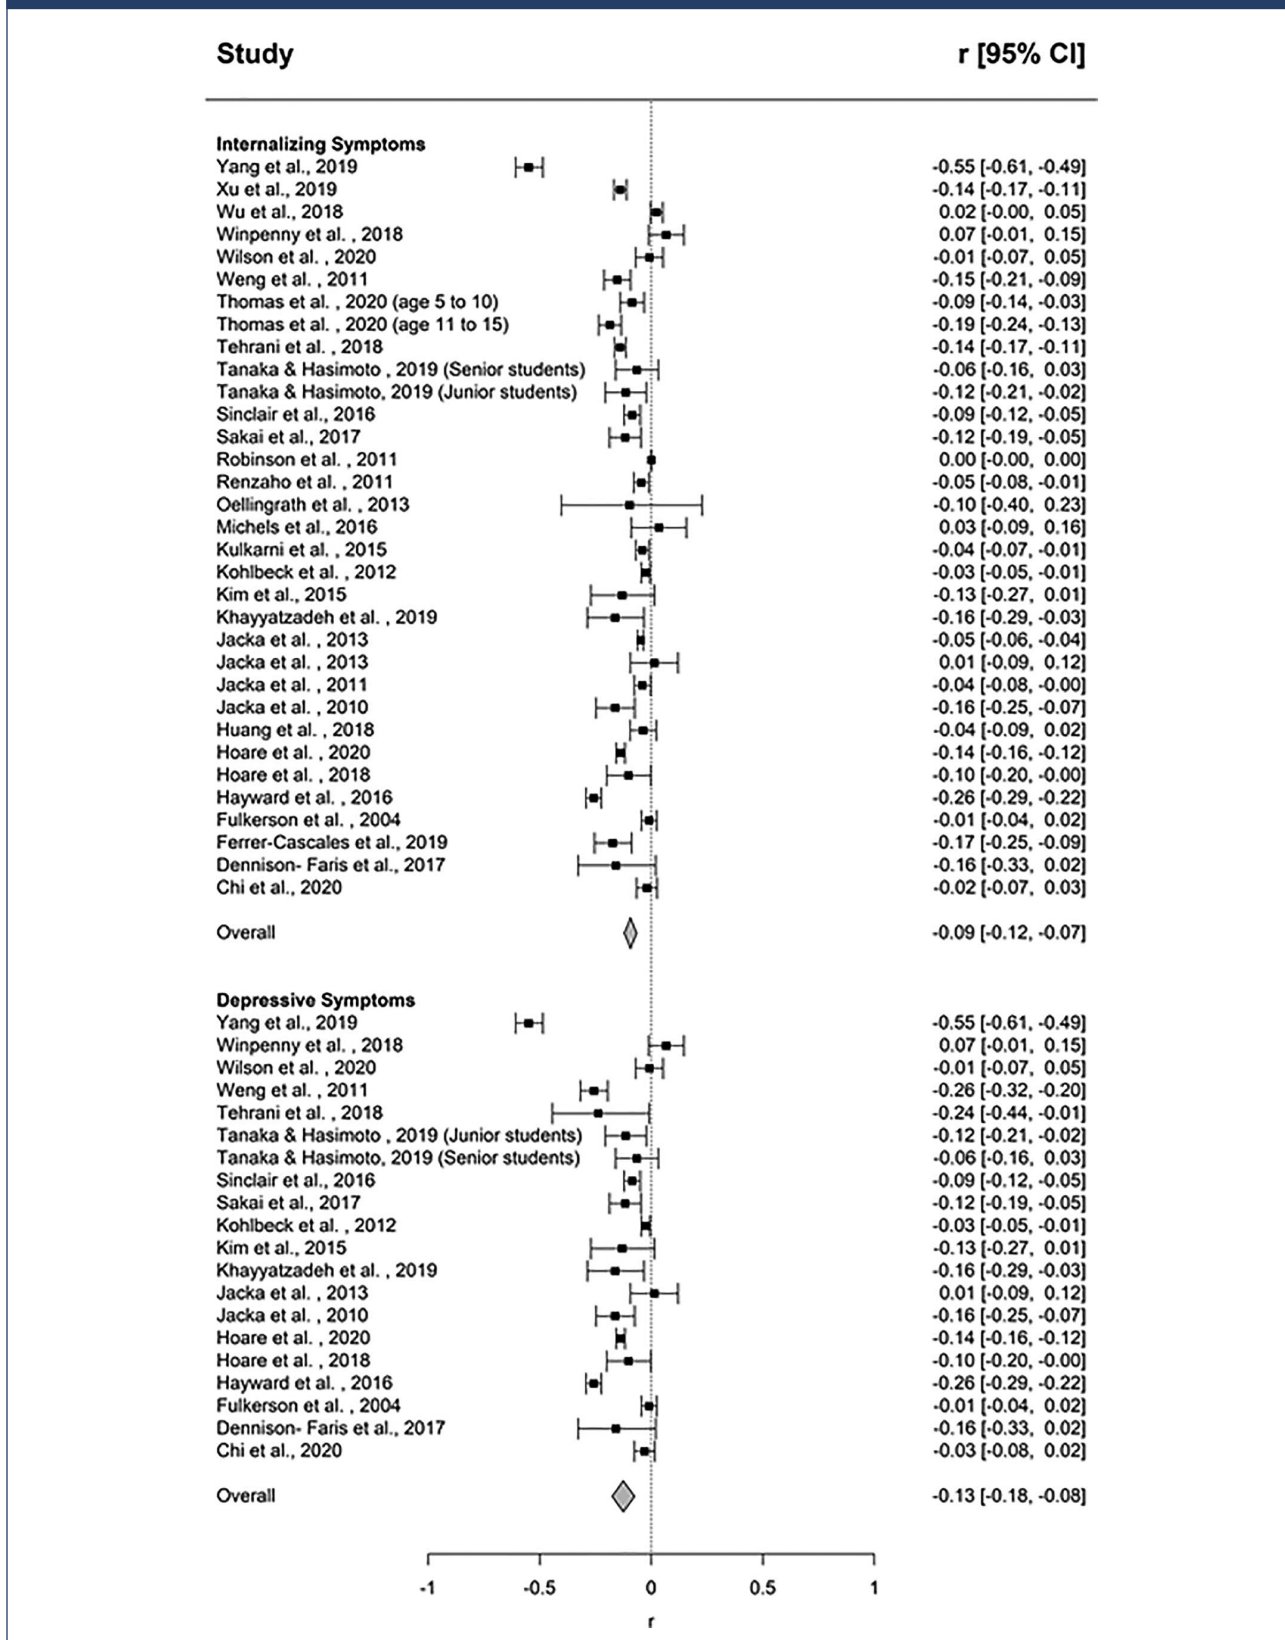 Study r [95% CI]
Internalizing Symptoms
Yang et al., 2019 -0.55 [-0.61, -0.49]
Xu et al., 2019 -0.14 [-0.17, -0.11]
Wu et al., 2018 0.02 [-0.00, 0.05]
Winpenny et al. , 2018 0.07 [-0.01, 0.15]
Wilson et al. , 2020 -0.01 [-0.07, 0.05]
Weng et al. , 2011 -0.15 [-0.21, -0.09]
Thomas et al. , 2020 (age 5 to 10) -0.09 [-0.14, -0.03]
Thomas et al. , 2020 (age 11 to 15) -0.19 [-0.24, -0.13]
Tehrani et al. , 2018 -0.14 [-0.17, -0.11]
Tanaka & Hasimoto , 2019 (Senior students) -0.06 [-0.16, 0.03]
Tanaka & Hasimoto, 2019 (Junior students) -0.12 [-0.21, -0.02]
Sinclair et al., 2016 -0.09 [-0.12, -0.05]
Sakai et al., 2017 -0.12 [-0.19, -0.05]
Robinson et al. , 2011 0.00 [-0.00, 0.00]
Renzaho et al. , 2011 -0.05 [-0.08, -0.01]
Oellingrath et al. , 2013 -0.10 [-0.40, 0.23]
Michels et al., 2016 0.03 [-0.09, 0.16]
Kulkarni et al. , 2015 -0.04 [-0.07, -0.01]
Kohlbeck et al. , 2012 -0.03 [-0.05, -0.01]
Kim et al., 2015 -0.13 [-0.27, 0.01]
Khayyatzadeh et al. , 2019 -0.16 [-0.29, -0.03]
Jacka et al. , 2013 -0.05 [-0.06, -0.04]
Jacka et al. , 2013 0.01 [-0.09, 0.12]
Jacka et al. , 2011 -0.04 [-0.08, -0.00]
Jacka et al. , 2010 -0.16 [-0.25, -0.07]
Huang et al. , 2018 -0.04 [-0.09, 0.02]
Hoare et al. , 2020 -0.14 [-0.16, -0.12]
Hoare et al. , 2018 -0.10 [-0.20, -0.00]
Hayward et al. , 2016 -0.26 [-0.29, -0.22]
Fulkerson et al. , 2004 -0.01 [-0.04, 0.02]
Ferrer-Cascales et al. , 2019 -0.17 [-0.25, -0.09]
Dennison- Faris et al., 2017 -0.16 [-0.33, 0.02]
Chi et al., 2020 -0.02 [-0.07, 0.03]
Overall -0.09 [-0.12, -0.07]
Depressive Symptoms
Yang et al., 2019 -0.55 [-0.61, -0.49]
Winpenny et al. , 2018 0.07 [-0.01, 0.15]
Wilson et al. , 2020 -0.01 [-0.07, 0.05]
Weng et al. , 2011 -0.26 [-0.32, -0.20]
Tehrani et al. , 2018 -0.24 [-0.44, -0.01]
Tanaka & Hasimoto , 2019 (Junior students) -0.12 [-0.21, -0.02]
Tanaka & Hasimoto, 2019 (Senior students) -0.06 [-0.16, 0.03]
Sinclair et al., 2016 -0.09 [-0.12, -0.05]
Sakai et al., 2017 -0.12 [-0.19, -0.05]
Kohlbeck et al. , 2012 -0.03 [-0.05, -0.01]
Kim et al., 2015 -0.13 [-0.27, 0.01]
Khayyatzadeh et al. , 2019 -0.16 [-0.29, -0.03]
Jacka et al. , 2013 0.01 [-0.09, 0.12]
Jacka et al. , 2010 -0.16 [-0.25, -0.07]
Hoare et al. , 2020 -0.14 [-0.16, -0.12]
Hoare et al. , 2018 -0.10 [-0.20, -0.00]
Hayward et al. , 2016 -0.26 [-0.29, -0.22]
Fulkerson et al. , 2004 -0.01 [-0.04, 0.02]
Dennison- Faris et al., 2017 -0.16 [-0.33, 0.02]
Chi et al., 2020 -0.03 [-0.08, 0.02]
Overall -0.13 [-0.18, -0.08]
-1 -0.5 0 0.5 1
r